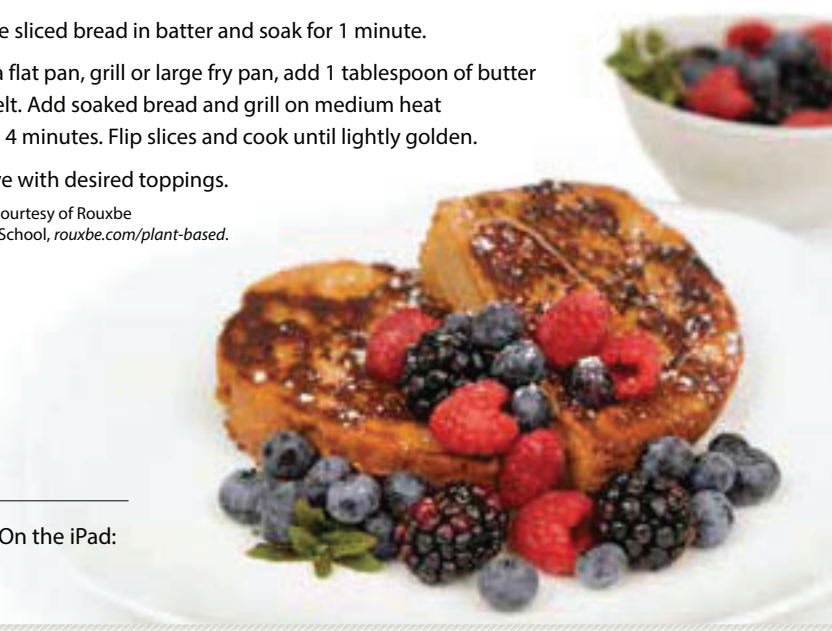 e sliced bread in batter and soak for 1 minute.
a flat pan, grill or large fry pan, add 1 tablespoon of butter
elt. Add soaked bread and grill on medium heat
4 minutes. Flip slices and cook until lightly golden.
ve with desired toppings.
ourtesy of Rouxbe
School, rouxbe.com/plant-based.
On the iPad: